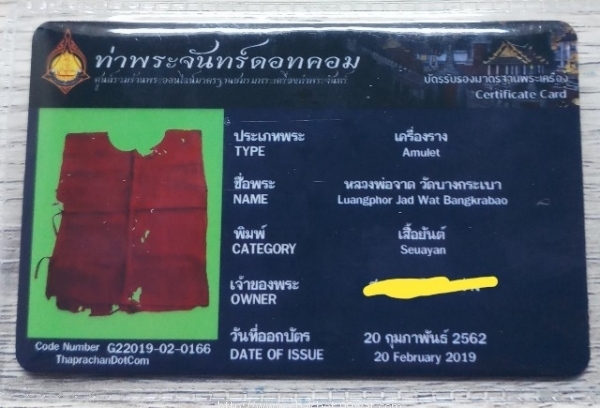 ท่าพระจันทร์ดอทคอม
บัตรรับรองมาตรฐานพระเครื่อง
Certificate Card
ประเภทพระ เครื่องราง
TYPE Amulet
ชื่อพระ หลวงพ่อจาด วัดบางกระเบา
NAME Luangphor Jad Wat Bangkrabao
พิมพ์ เสื้อยันต์
CATEGORY Seuayan
เจ้าของพระ
OWNER
วันที่ออกบัตร 20 กุมภาพันธ์ 2562
DATE OF ISSUE 20 February 2019
Code Number G22019-02-0166
ThaprachanDotCom